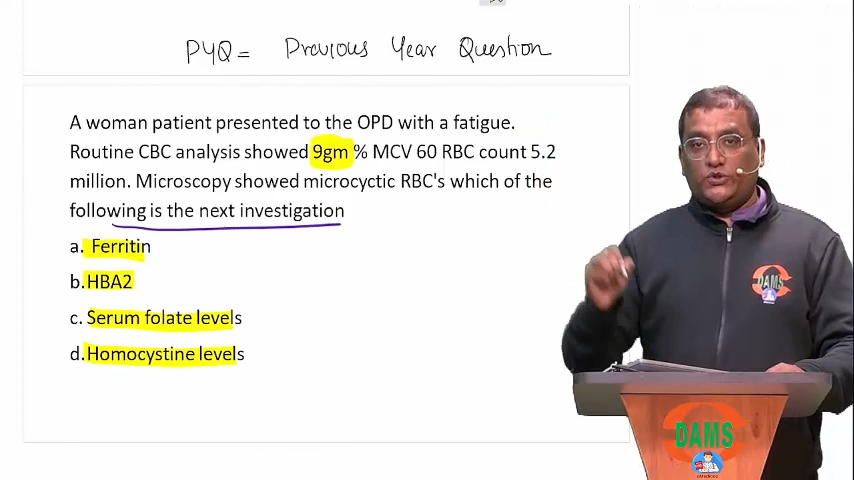 PYQ = Previous Year Question
A woman patient presented to the OPD with a fatigue.
Routine CBC analysis showed 9gm % MCV 60 RBC count 5.2
million. Microscopy showed microcyctic RBC's which of the
following is the next investigation
a. Ferritin
b.HBA2
c. Serum folate levels
d.Homocystine levels
DAMS
DAMS